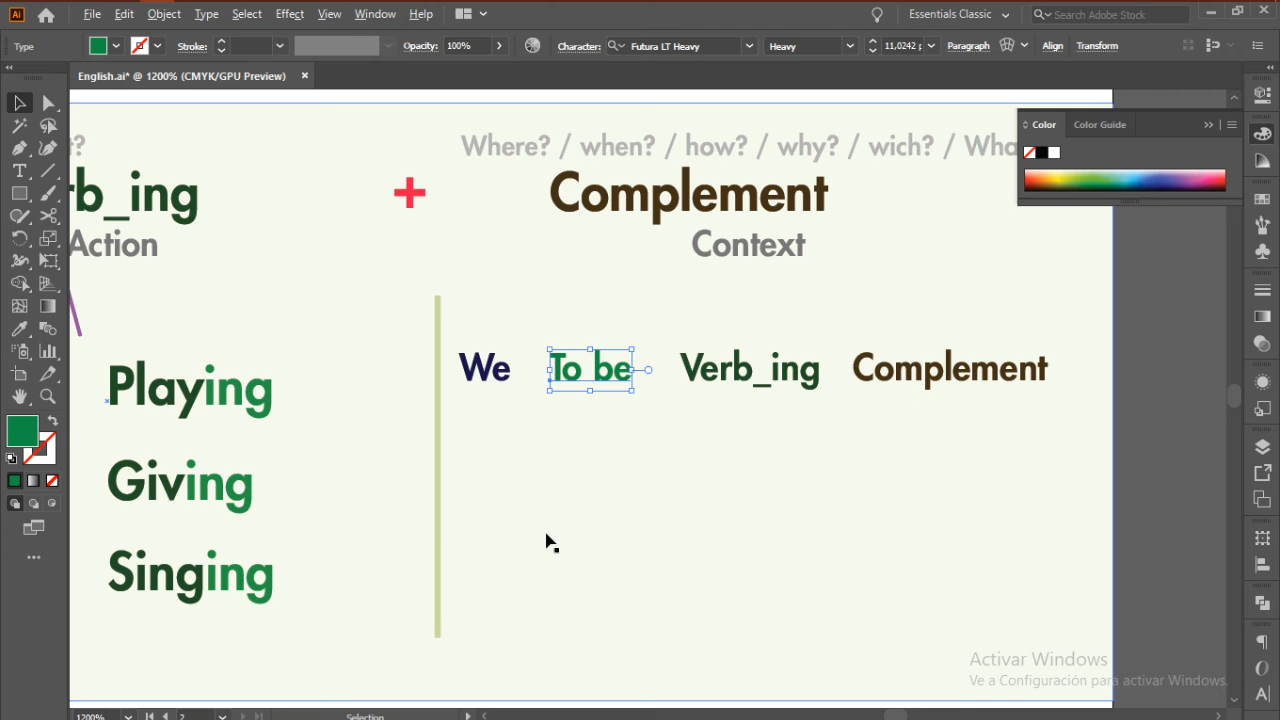 Ai File Edit Object Type Select Effect View Window Help Essentials Classic Search Adobe Stock
Type Stroke: Opacity: 100% Character: Futura LT Heavy Heavy 11,0242 Paragraph Align Transform
English.ai* @ 1200% (CMYK/GPU Preview)
Color Color Guide
Where? / when? / how? / why? / wich? /
rb_ing + Complement
Action Context
We To be Verb_ing Complement
Playing
Giving
Singing
Activar Windows
Ve a Configuración para activar Windows.
1200% 2 Selection